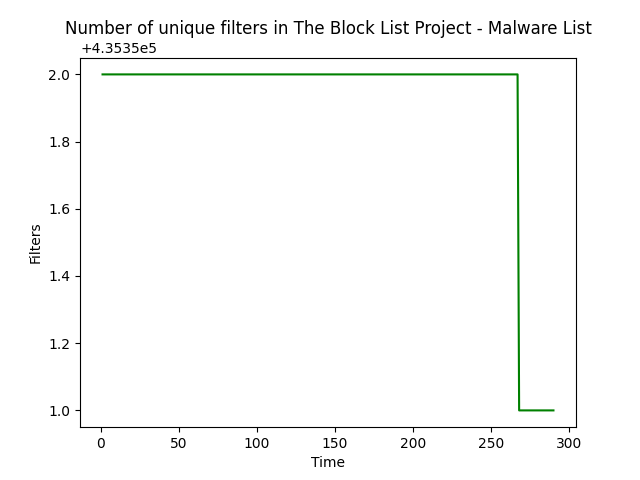 Number of unique filters in The Block List Project - Malware List
+4.3535e5
2.0
1.8
1.6
1.4
1.2
1.0
Filters
0 50 100 150 200 250 300
Time